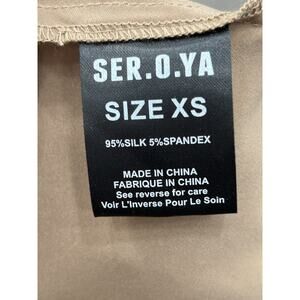 SER.O.YA
SIZE XS
95%SILK 5%SPANDEX
MADE IN CHINA
FABRIQUE IN CHINA
See reverse for care
Voir L'Inverse Pour Le Soin